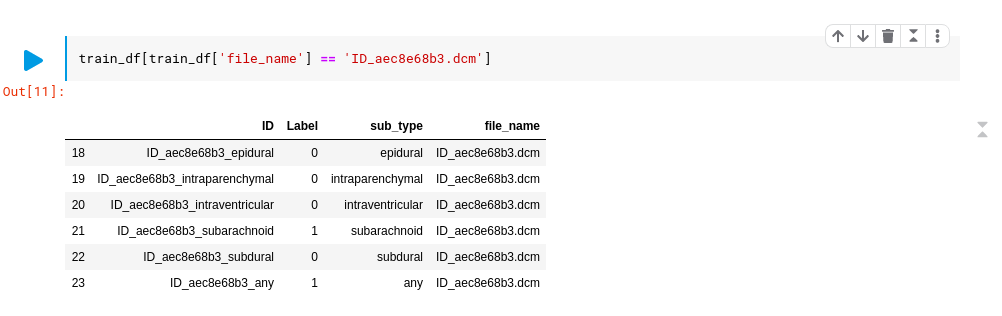 train_df[train_df['file_name'] == 'ID_aec8e68b3.dcm']
Out[11]:
ID Label sub_type file_name
18 ID_aec8e68b3_epidural 0 epidural ID_aec8e68b3.dcm
19 ID_aec8e68b3_intraparenchymal 0 intraparenchymal ID_aec8e68b3.dcm
20 ID_aec8e68b3_intraventricular 0 intraventricular ID_aec8e68b3.dcm
21 ID_aec8e68b3_subarachnoid 1 subarachnoid ID_aec8e68b3.dcm
22 ID_aec8e68b3_subdural 0 subdural ID_aec8e68b3.dcm
23 ID_aec8e68b3_any 1 any ID_aec8e68b3.dcm